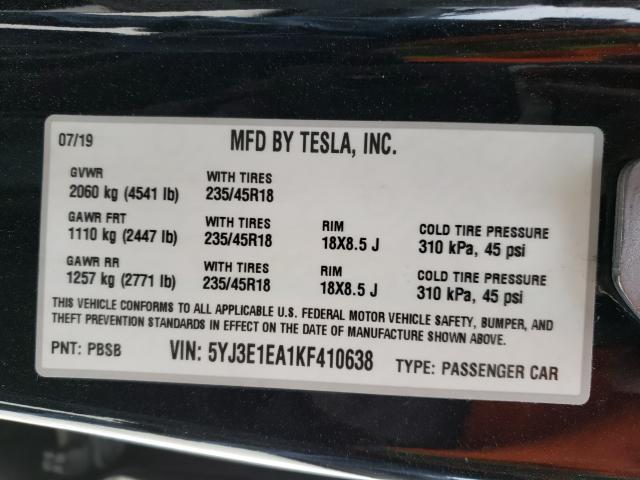 07/19 MFD BY TESLA, INC.
GVWR WITH TIRES
2060 kg (4541 lb) 235/45R18
GAWR FRT WITH TIRES RIM COLD TIRE PRESSURE
1110 kg (2447 lb) 235/45R18 18X8.5 J 310 kPa, 45 psi
GAWR RR WITH TIRES RIM COLD TIRE PRESSURE
1257 kg (2771 lb) 235/45R18 18X8.5 J 310 kPa, 45 psi
THIS VEHICLE CONFORMS TO ALL APPLICABLE U.S. FEDERAL MOTOR VEHICLE SAFETY, BUMPER, AND
THEFT PREVENTION STANDARDS IN EFFECT ON THE DATE OF MANUFACTURE SHOWN ABOVE.
PNT: PBSB VIN: 5YJ3E1EA1KF410638 TYPE: PASSENGER CAR